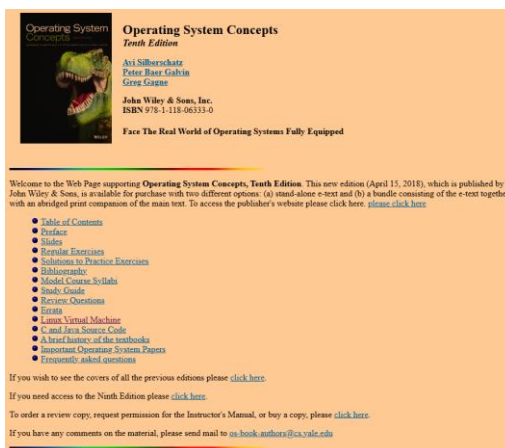 Operating System
Concepts
WILEY
Operating System Concepts
Tenth Edition
Avi Silberschatz
Peter Baer Galvin
Greg Gagne
John Wiley & Sons, Inc.
ISBN 978-1-118-06333-0
Face The Real World of Operating Systems Fully Equipped
Welcome to the Web Page supporting Operating System Concepts, Tenth Edition. This new edition (April 15, 2018), which is published by
John Wiley & Sons, is available for purchase with two different options: (a) stand-alone e-text and (b) a bundle consisting of the e-text togethe
with an abridged print companion of the main text. To access the publisher's website please click here. please click here
Table of Contents
Preface
Slides
Regular Exercises
Solutions to Practice Exercises
Bibliography
Model Course Syllabi
Study Guide
Review Questions
Errata
Linux Virtual Machine
C and Java Source Code
A brief history of the textbooks
Important Operating System Papers
Frequently asked questions
If you wish to see the covers of all the previous editions please click here.
If you need access to the Ninth Edition please click here.
To order a review copy, request permission for the Instructor's Manual, or buy a copy, please click here.
If you have any comments on the material, please send mail to os-book-authors@cs.yale.edu